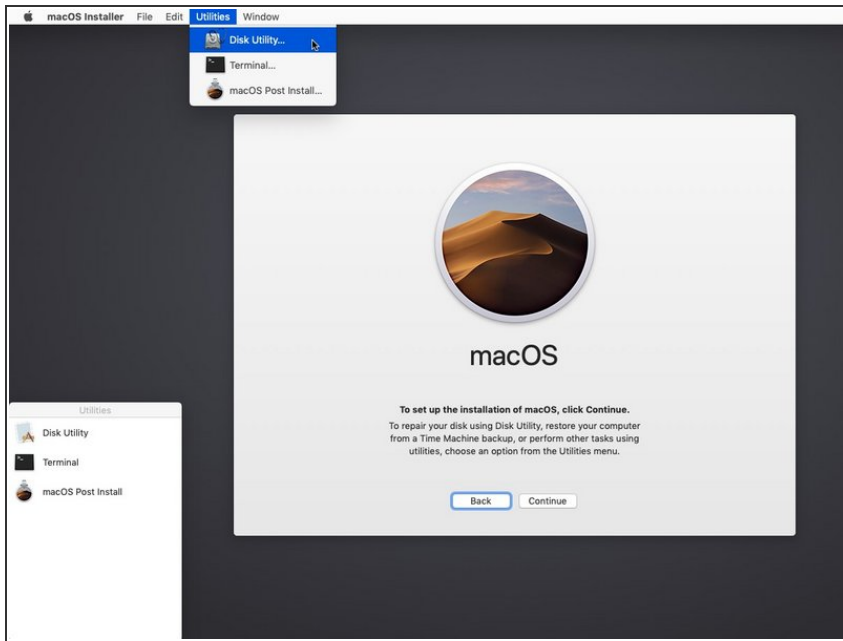 macOS Installer File Edit Utilities Window
Disk Utility...
Terminal...
macOS Post Install...
macOS
To set up the installation of macOS, click Continue.
To repair your disk using Disk Utility, restore your computer
from a Time Machine backup, or perform other tasks using
utilities, choose an option from the Utilities menu.
Back Continue
Utilities
Disk Utility
Terminal
macOS Post Install